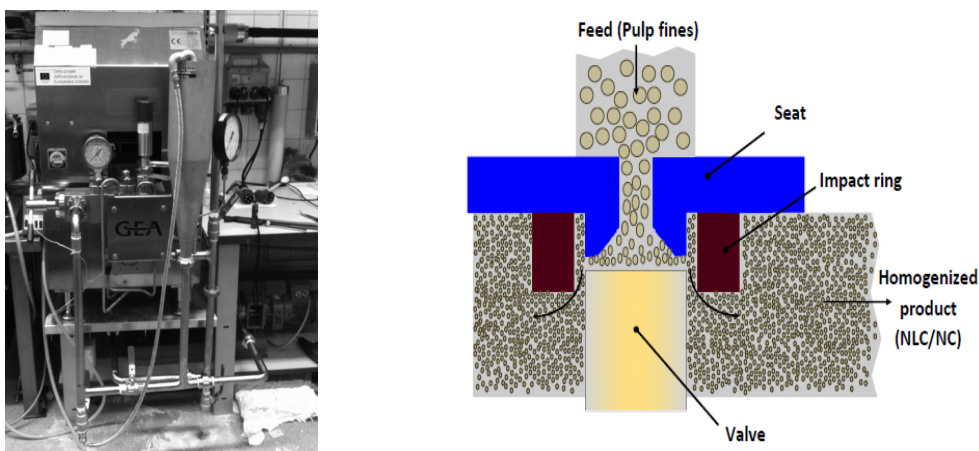 GEA
Feed (Pulp fines)
Seat
Impact ring
Homogenized
product
(NLC/NC)
Valve